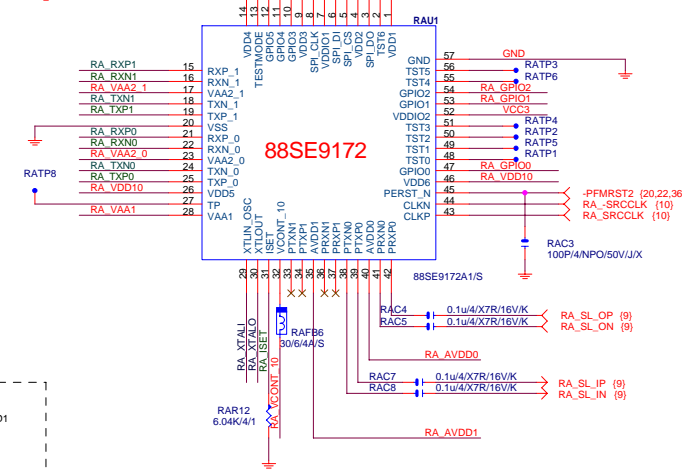 RAU1
14 13 12 11 10 9 8 7 6 5 4 3 2 1
VDD4 TESTMODE GPIO5 GPIO4 GPIO3 VDD3 SPI_CLK VDDIO1 SPI_DI SPI_CS VDD2 SPI_DO TST6 VDD1
RA_RXP1 15 RXP_1
RA_RXN1 16 RXN_1
RA_VAA2_1 17 VAA2_1
RA_TXN1 18 TXN_1
RA_TXP1 19 TXP_1
20 VSS
RA_RXP0 21 RXP_0
RA_RXN0 22 RXN_0
RA_VAA2_0 23 VAA2_0
RA_TXN0 24 TXN_0
RA_TXP0 25 TXP_0
RA_VDD10 26 VDD5
27 TP
RA_VAA1 28 VAA1
RATP8
88SE9172
GND 57 GND
TST5 56 RATP3
TST4 55 RATP6
GPIO2 54 RA_GPIO2
GPIO1 53 RA_GPIO1
VDDIO2 52 VCC3
TST3 51 RATP4
TST2 50 RATP2
TST1 49 RATP5
TST0 48 RATP1
GPIO0 47 RA_GPIO0
VDD6 46 RA_VDD10
PERST_N 45 -PFMRST2 {20,22,36
CLKN 44 RA_-SRCCLK {10}
CLKP 43 RA_SRCCLK {10}
RAC3
100P/4/NPO/50V/J/X
XTLIN_OSC XTLOUT ISET VCONT_10 PTXN1 PTXP1 AVDD1 PRXN1 PRXP1 PTXN0 PTXP0 AVDD0 PRXN0 PRXP0
29 30 31 32 33 34 35 36 37 38 39 40 41 42
88SE9172A1/S
RA_XTALI
RA_XTALO
RA_ISET
RA_VCONT_10
RAFB6
30/6/4A/S
RAC4 0.1u/4/X7R/16V/K RA_SL_OP {9}
RAC5 0.1u/4/X7R/16V/K RA_SL_ON {9}
RA_AVDD0
RAC7 0.1u/4/X7R/16V/K RA_SL_IP {9}
RAC8 0.1u/4/X7R/16V/K RA_SL_IN {9}
RAR12
6.04K/4/1
RA_AVDD1